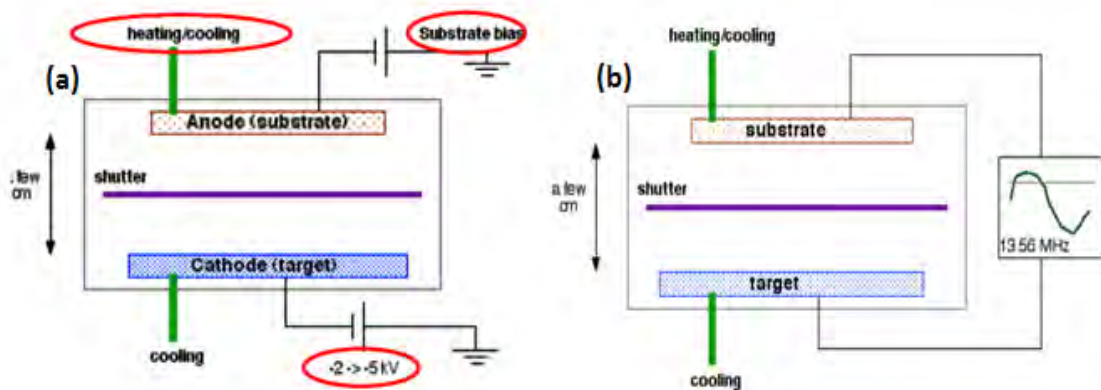 heating/cooling
Substrate bias
(a)
Anode (substrate)
few
cm
shutter
Cathode (target)
cooling
-2 -> -5 kV
heating/cooling
(b)
substrate
a few
cm
shutter
13.56 MHz
target
cooling